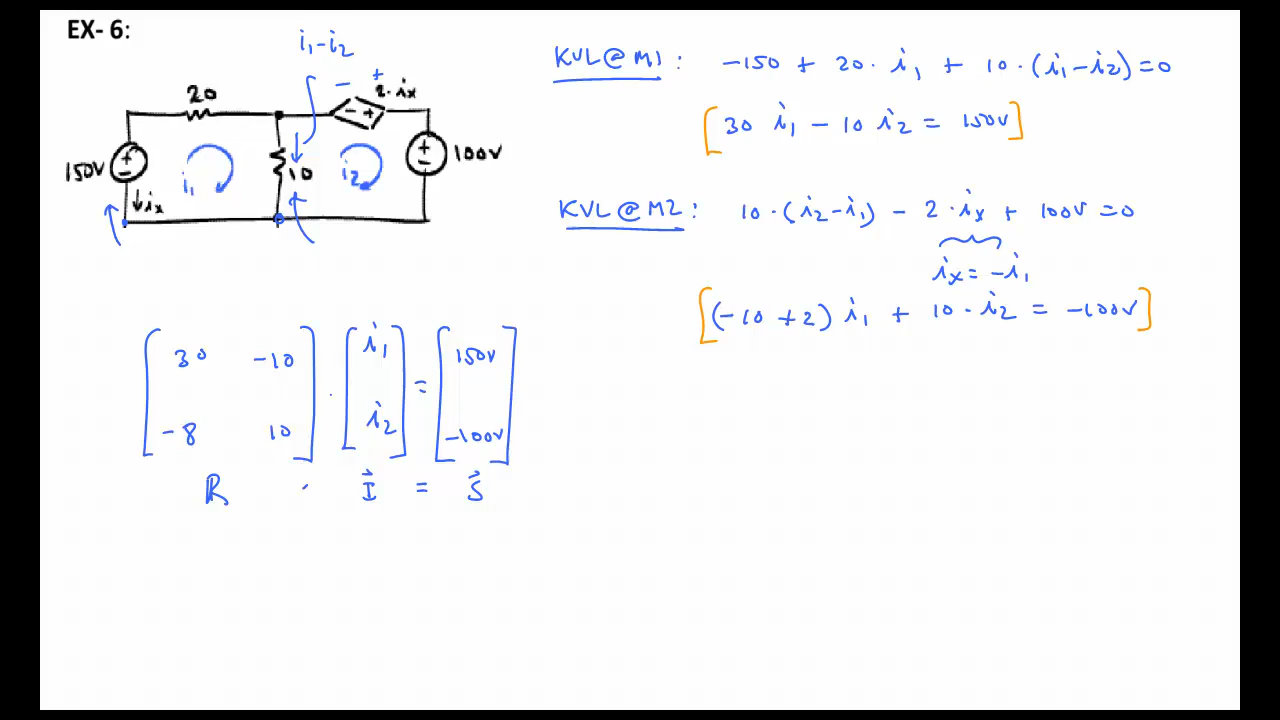 EX- 6:
i₁-i₂
20
- +
2·ix
- +
150V
+
-
i₁
10
i₂
+
-
100V
↓ix
KVL@M1: -150 + 20·i₁ + 10·(i₁-i₂)=0
[30 i₁ - 10 i₂ = 150V]
KVL@M2: 10·(i₂-i₁) - 2·ix + 100V=0
ix = -i₁
[(-10+2) i₁ + 10·i₂ = -100V]
[30 -10] · [i₁] = [150V]
[-8 10] [i₂] [-100V]
R · I⃗ = S⃗